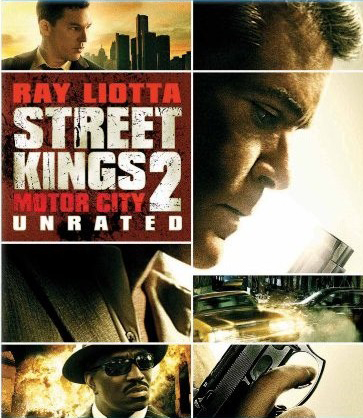 RAY LIOTTA
STREET
KINGS 2
MOTOR CITY
UNRATED